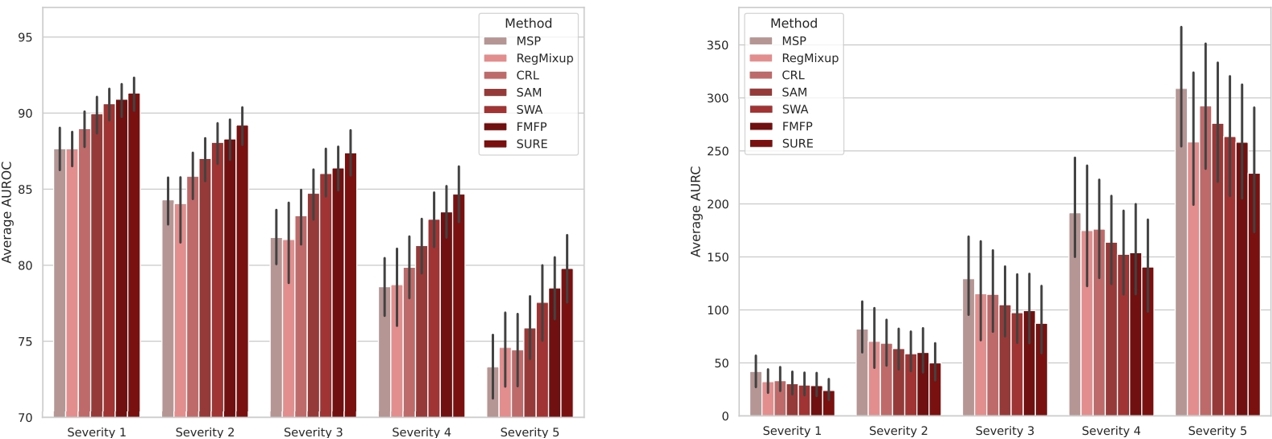 Average AUROC
95
90
85
80
75
70
Severity 1
Severity 2
Severity 3
Severity 4
Severity 5
Method
MSP
RegMixup
CRL
SAM
SWA
FMFP
SURE
Average AURC
350
300
250
200
150
100
50
0
Severity 1
Severity 2
Severity 3
Severity 4
Severity 5
Method
MSP
RegMixup
CRL
SAM
SWA
FMFP
SURE